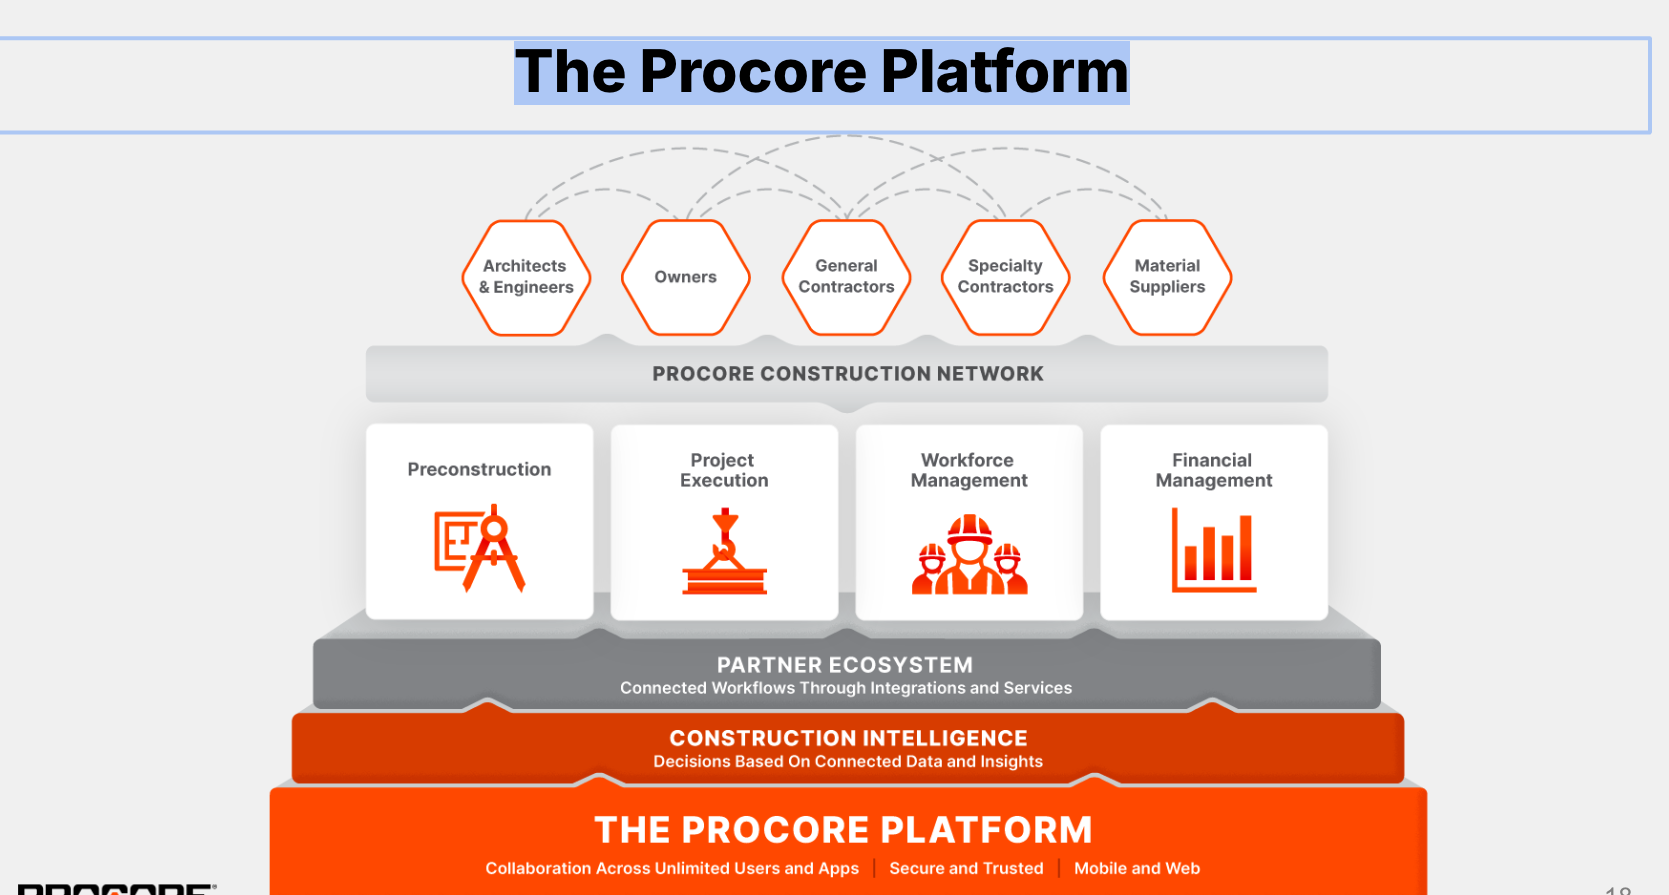 The Procore Platform
Architects
& Engineers
Owners
General
Contractors
Specialty
Contractors
Material
Suppliers
PROCORE CONSTRUCTION NETWORK
Preconstruction
Project
Execution
Workforce
Management
Financial
Management
PARTNER ECOSYSTEM
Connected Workflows Through Integrations and Services
CONSTRUCTION INTELLIGENCE
Decisions Based On Connected Data and Insights
THE PROCORE PLATFORM
Collaboration Across Unlimited Users and Apps | Secure and Trusted | Mobile and Web
PROCORE